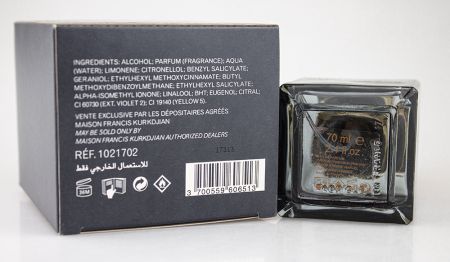 INGREDIENTS: ALCOHOL; PARFUM (FRAGRANCE); AQUA
(WATER); LIMONENE; CITRONELLOL; BENZYL SALICYLATE;
GERANIOL; ETHYLHEXYL METHOXYCINNAMATE; BUTYL
METHOXYDIBENZOYLMETHANE; ETHYLHEXYL SALICYLATE;
ALPHA-ISOMETHYL IONONE; LINALOOL; BHT; EUGENOL; CITRAL;
CI 60730 (EXT. VIOLET 2); CI 19140 (YELLOW 5).
VENTE EXCLUSIVE PAR LES DÉPOSITAIRES AGRÉÉS
MAISON FRANCIS KURKDJIAN
MAY BE SOLD ONLY BY
MAISON FRANCIS KURKDJIAN AUTHORIZED DEALERS
RÉF. 1021702
للاستعمال الخارجي فقط
17313
3 700559 606513
70 ml e
fl.oz.